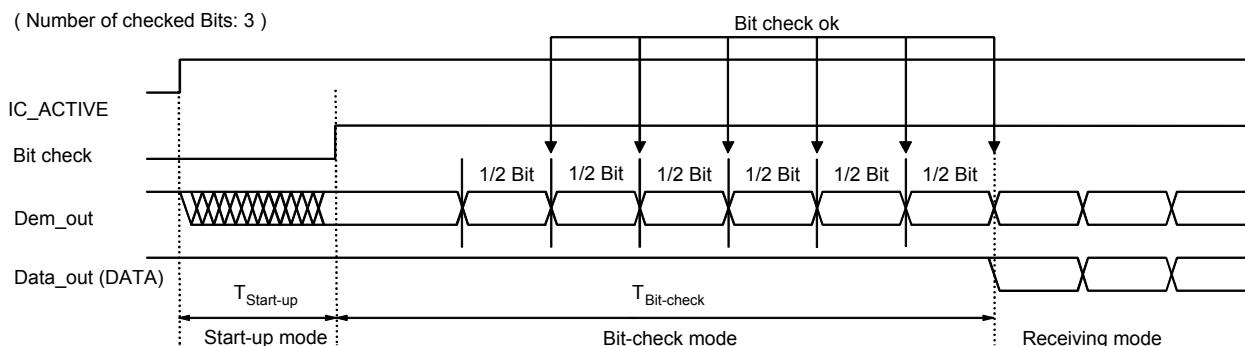 ( Number of checked Bits: 3 )
Bit check ok
IC_ACTIVE
Bit check
1/2 Bit 1/2 Bit 1/2 Bit 1/2 Bit 1/2 Bit 1/2 Bit
Dem_out
Data_out (DATA)
TStart-up TBit-check
Start-up mode Bit-check mode Receiving mode